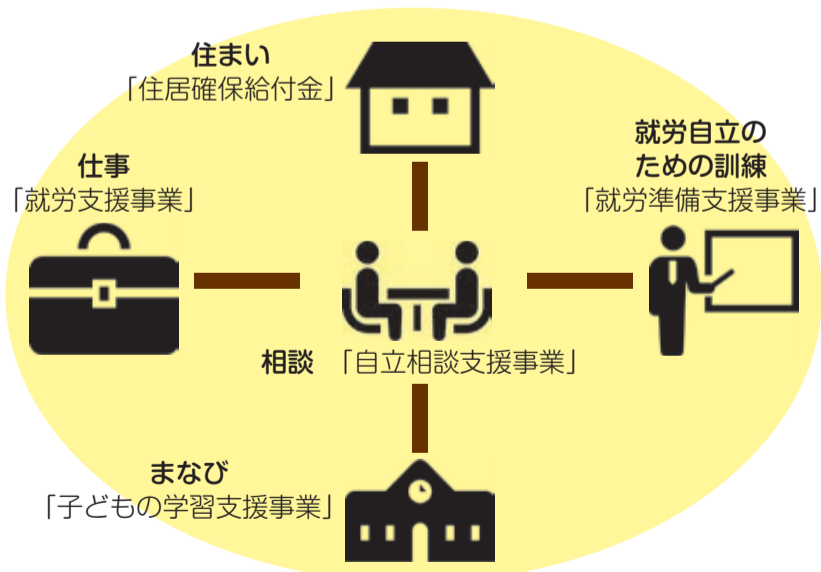 住まい
「住居確保給付金」
就労自立の
ための訓練
「就労準備支援事業」
仕事
「就労支援事業」
相談 「自立相談支援事業」
まなび
「子どもの学習支援事業」